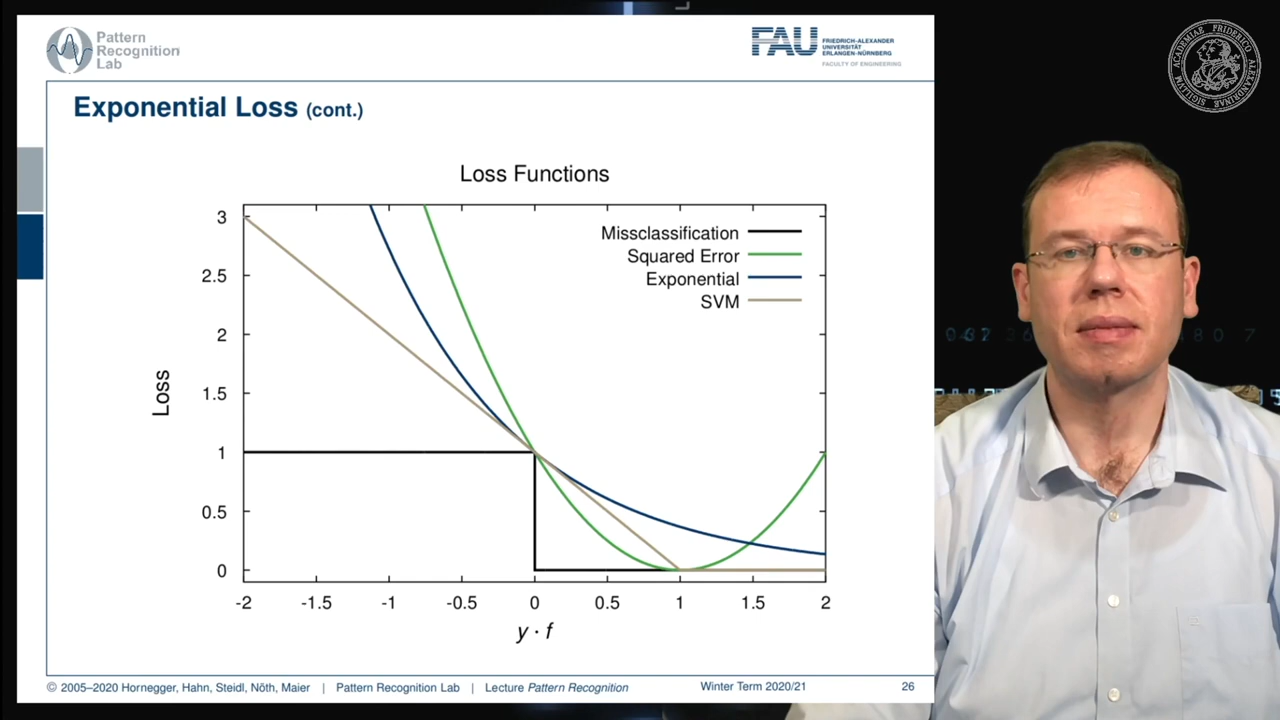 Pattern
Recognition
Lab
FAU
FRIEDRICH-ALEXANDER
UNIVERSITÄT
ERLANGEN-NÜRNBERG
FACULTY OF ENGINEERING
Exponential Loss (cont.)
Loss Functions
Missclassification
Squared Error
Exponential
SVM
3
2.5
2
1.5
1
0.5
0
Loss
-2 -1.5 -1 -0.5 0 0.5 1 1.5 2
y · f
© 2005–2020 Hornegger, Hahn, Steidl, Nöth, Maier | Pattern Recognition Lab | Lecture Pattern Recognition Winter Term 2020/21 26